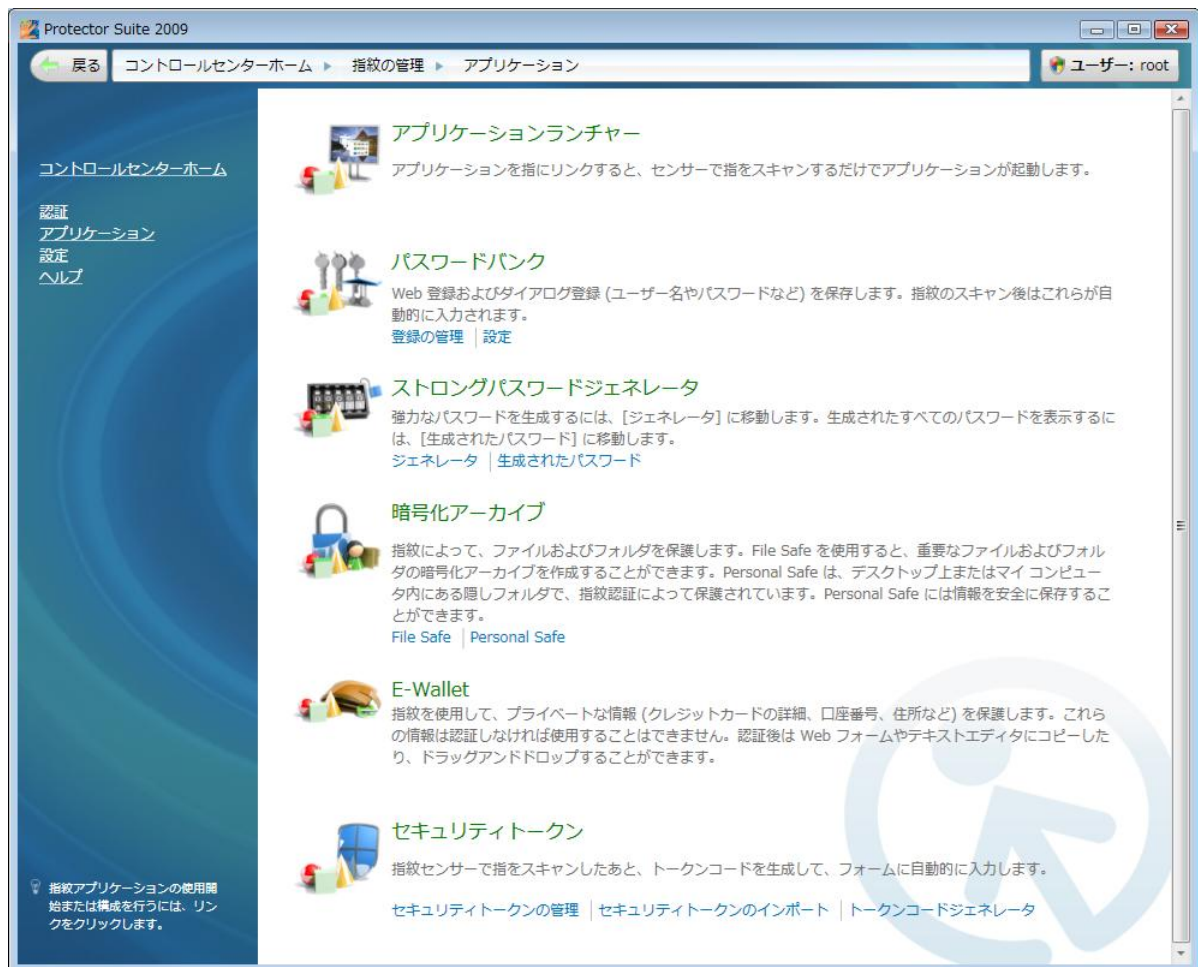 Protector Suite 2009
戻る コントロールセンターホーム ▶ 指紋の管理 ▶ アプリケーション ユーザー: root
コントロールセンターホーム
認証
アプリケーション
設定
ヘルプ
指紋アプリケーションの使用開
始または構成を行うには、リン
クをクリックします。
アプリケーションランチャー
アプリケーションを指にリンクすると、センサーで指をスキャンするだけでアプリケーションが起動します。
パスワードバンク
Web 登録およびダイアログ登録 (ユーザー名やパスワードなど) を保存します。指紋のスキャン後はこれらが自
動的に入力されます。
登録の管理 | 設定
ストロングパスワードジェネレータ
強力なパスワードを生成するには、[ジェネレータ] に移動します。生成されたすべてのパスワードを表示するに
は、[生成されたパスワード] に移動します。
ジェネレータ | 生成されたパスワード
暗号化アーカイブ
指紋によって、ファイルおよびフォルダを保護します。File Safe を使用すると、重要なファイルおよびフォル
ダの暗号化アーカイブを作成することができます。Personal Safe は、デスクトップ上またはマイ コンピュー
タ内にある隠しフォルダで、指紋認証によって保護されています。Personal Safe には情報を安全に保存するこ
とができます。
File Safe | Personal Safe
E-Wallet
指紋を使用して、プライベートな情報 (クレジットカードの詳細、口座番号、住所など) を保護します。これら
の情報は認証しなければ使用することはできません。認証後は Web フォームやテキストエディタにコピーした
り、ドラッグアンドドロップすることができます。
セキュリティトークン
指紋センサーで指をスキャンしたあと、トークンコードを生成して、フォームに自動的に入力します。
セキュリティトークンの管理 | セキュリティトークンのインポート | トークンコードジェネレータ